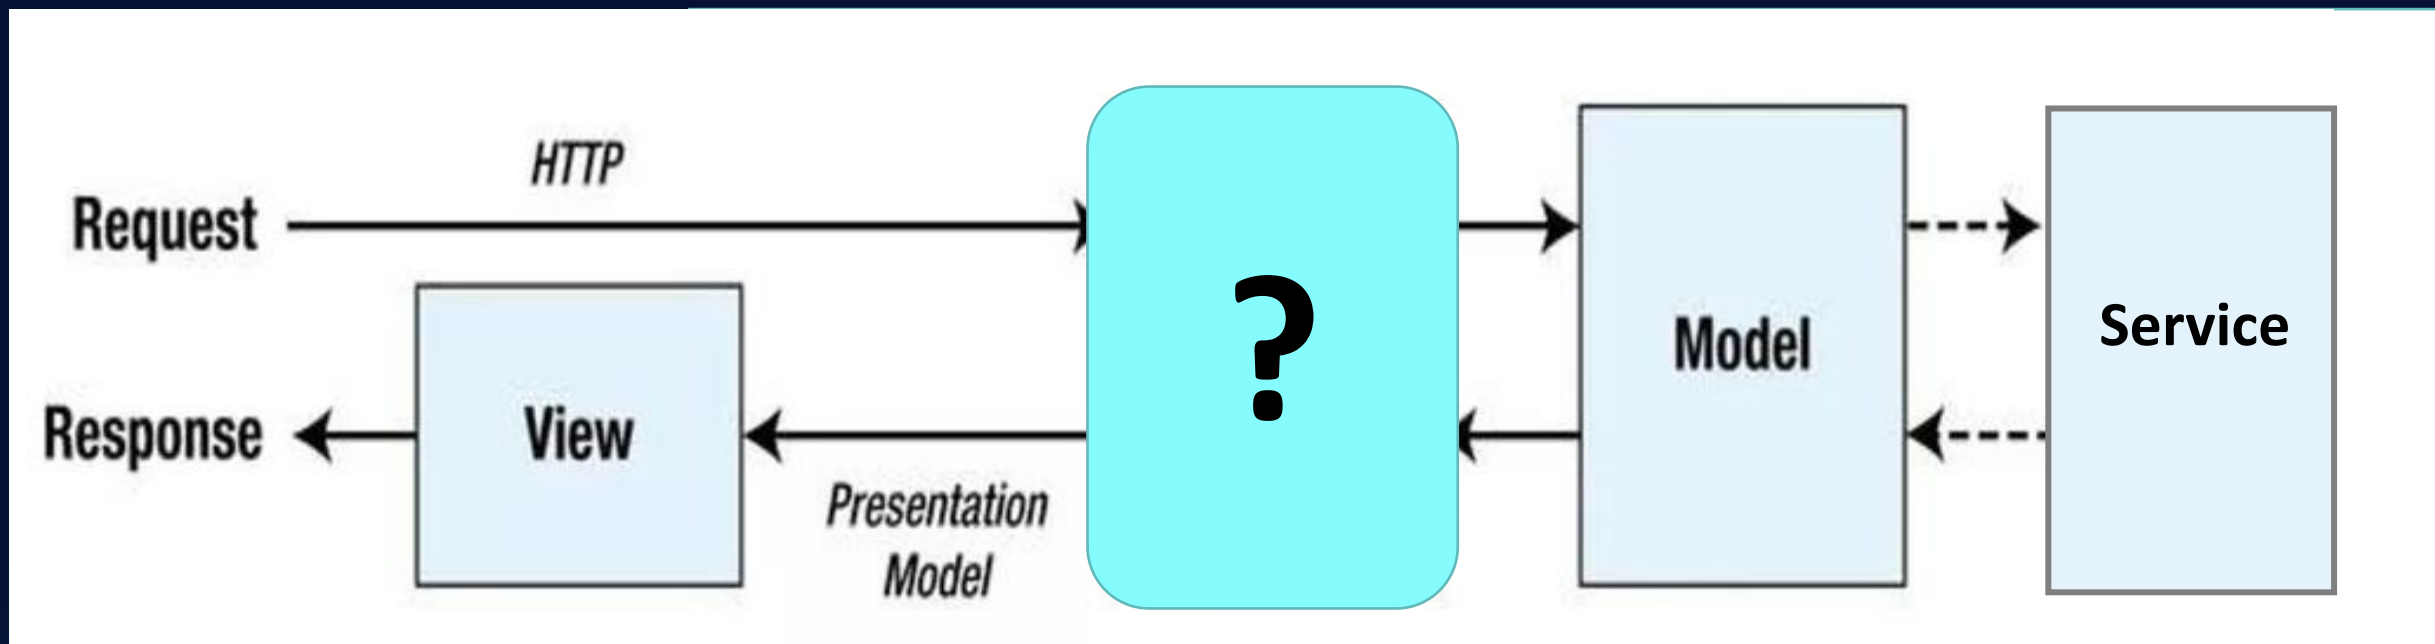 HTTP
Request
?
Model
Service
Response
View
Presentation
Model